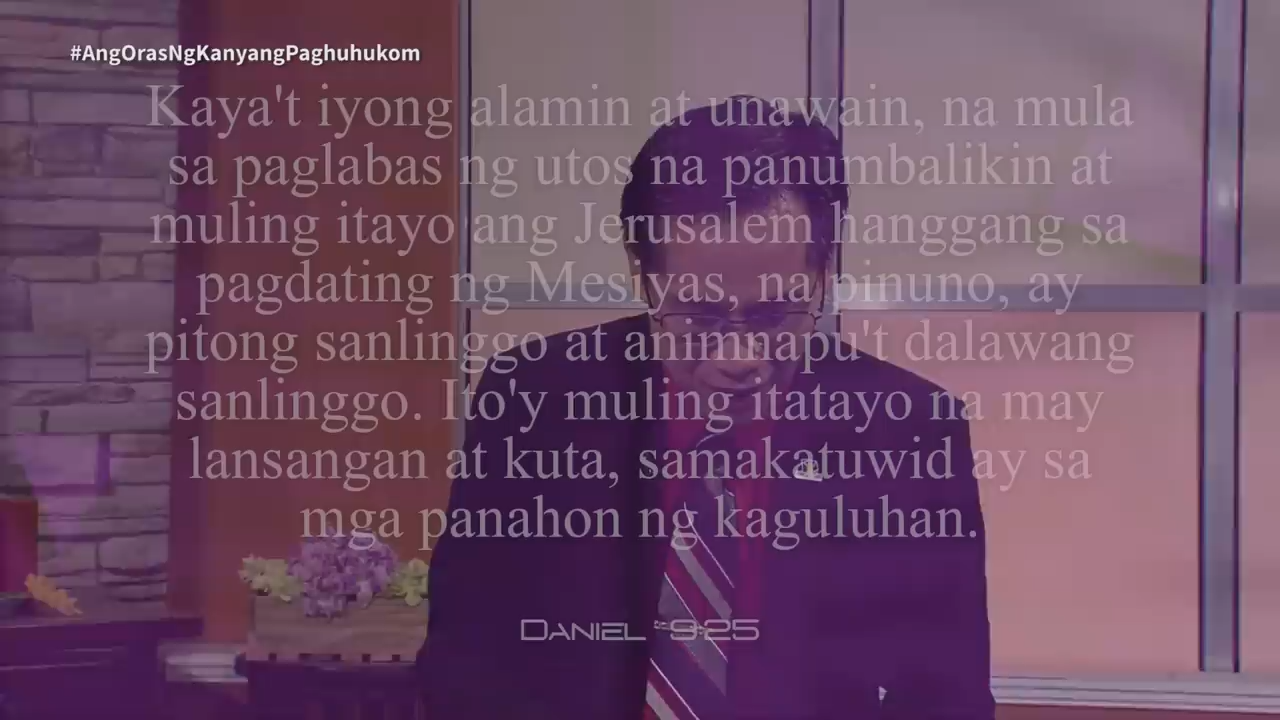 #AngOrasNgKanyangPaghuhukom
Kaya't iyong alamin at unawain, na mula
sa paglabas ng utos na panumbalikin at
muling itayo ang Jerusalem hanggang sa
pagdating ng Mesiyas, na pinuno, ay
pitong sanlinggo at animnapu't dalawang
sanlinggo. Ito'y muling itatayo na may
lansangan at kuta, samakatuwid ay sa
mga panahon ng kaguluhan.
Daniel 9:25